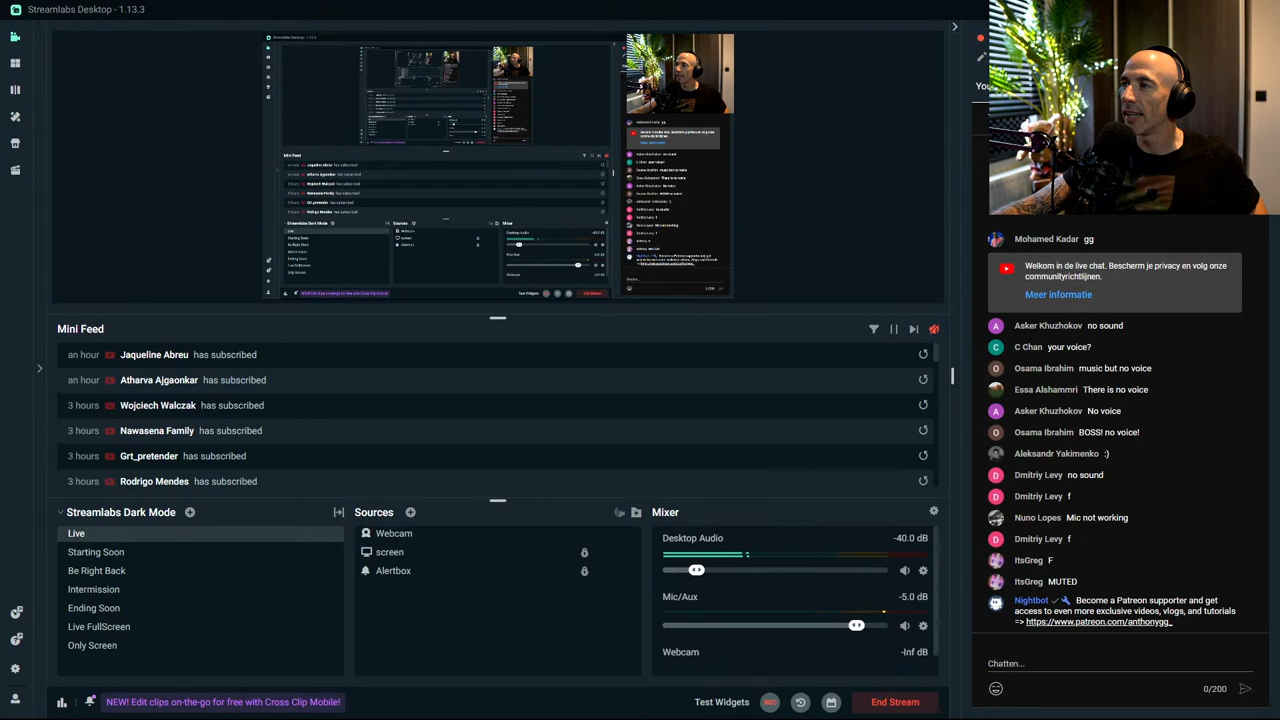 Streamlabs Desktop - 1.13.3
Mini Feed
an hour Jaqueline Abreu has subscribed
an hour Atharva Ajgaonkar has subscribed
3 hours Wojciech Walczak has subscribed
3 hours Nawasena Family has subscribed
3 hours Grt_pretender has subscribed
3 hours Rodrigo Mendes has subscribed
Streamlabs Dark Mode
Live
Starting Soon
Be Right Back
Intermission
Ending Soon
Live FullScreen
Only Screen
Sources
Webcam
screen
Alertbox
Mixer
Desktop Audio -40.0 dB
Mic/Aux -5.0 dB
Webcam -Inf dB
NEW! Edit clips on-the-go for free with Cross Clip Mobile!
Test Widgets
REC
End Stream
You
Mohamed Kadar gg
Welkom in de live chat. Bescherm je privacy en volg onze
communityrichtlijnen.
Meer informatie
A Asker Khuzhokov no sound
C C Chan your voice?
O Osama Ibrahim music but no voice
Essa Alshammri There is no voice
A Asker Khuzhokov No voice
O Osama Ibrahim BOSS! no voice!
Aleksandr Yakimenko :)
D Dmitriy Levy no sound
D Dmitriy Levy f
Nuno Lopes Mic not working
D Dmitriy Levy f
ItsGreg F
ItsGreg MUTED
Nightbot Become a Patreon supporter and get
access to even more exclusive videos, vlogs, and tutorials
=> https://www.patreon.com/anthonygg_
Chatten...
0/200